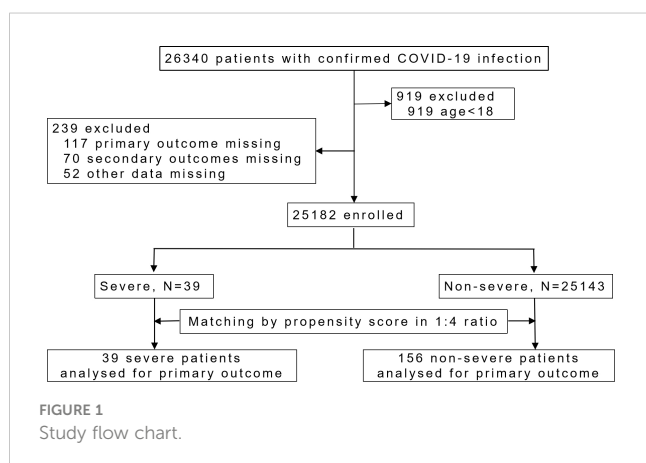 26340 patients with confirmed COVID-19 infection
919 excluded
919 age<18
239 excluded
117 primary outcome missing
70 secondary outcomes missing
52 other data missing
25182 enrolled
Severe, N=39
Non-severe, N=25143
Matching by propensity score in 1:4 ratio
39 severe patients
analysed for primary outcome
156 non-severe patients
analysed for primary outcome
FIGURE 1
Study flow chart.